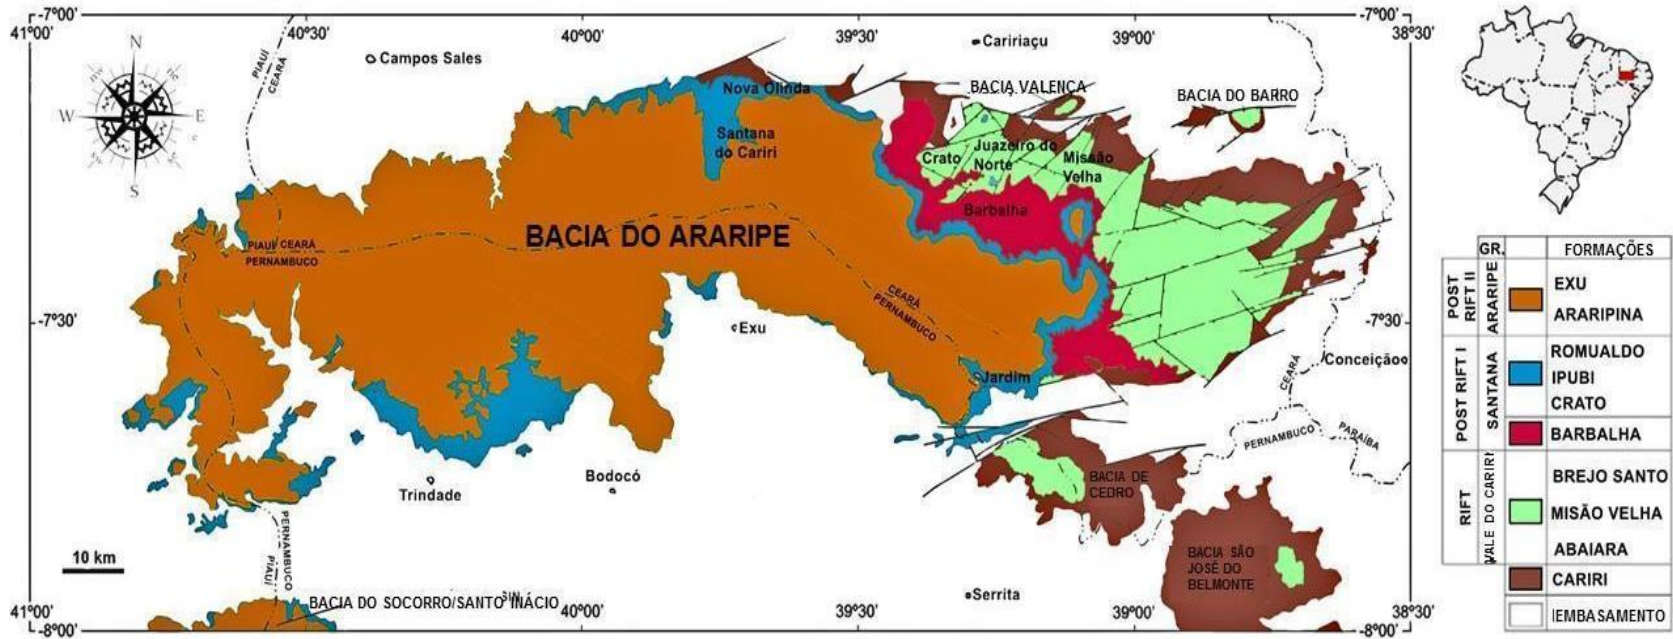 -7°00'
-7°00'
41°00'
40°30'
40°00'
39°30'
39°00'
38°30'
N
W
E
S
PIAUÍ
CEARÁ
Campos Sales
Caririaçu
Nova Olinda
BACIA VALENÇA
BACIA DO BARRO
Santana
do Cariri
Crato
Juazeiro do
Norte
Missão
Velha
Barbalha
BACIA DO ARARIPE
PIAUÍ CEARÁ
PERNAMBUCO
CEARÁ
PERNAMBUCO
-7°30'
-7°30'
Exu
Jardim
Conceição
CEARÁ
PERNAMBUCO
PARAÍBA
Trindade
Bodocó
BACIA DE
CEDRO
BACIA SÃO
JOSÉ DO
BELMONTE
Serrita
PERNAMBUCO
PIAUÍ
10 km
BACIA DO SOCORRO/SANTO INÁCIO
41°00'
40°00'
39°30'
39°00'
38°30'
-8°00'
-8°00'
GR.
FORMAÇÕES
POST
RIFT II
ARARIPE
EXU
ARARIPINA
POST RIFT I
SANTANA
ROMUALDO
IPUBI
CRATO
BARBALHA
RIFT
VALE DO CARIRI
BREJO SANTO
MISÃO VELHA
ABAIARA
CARIRI
EMBASAMENTO